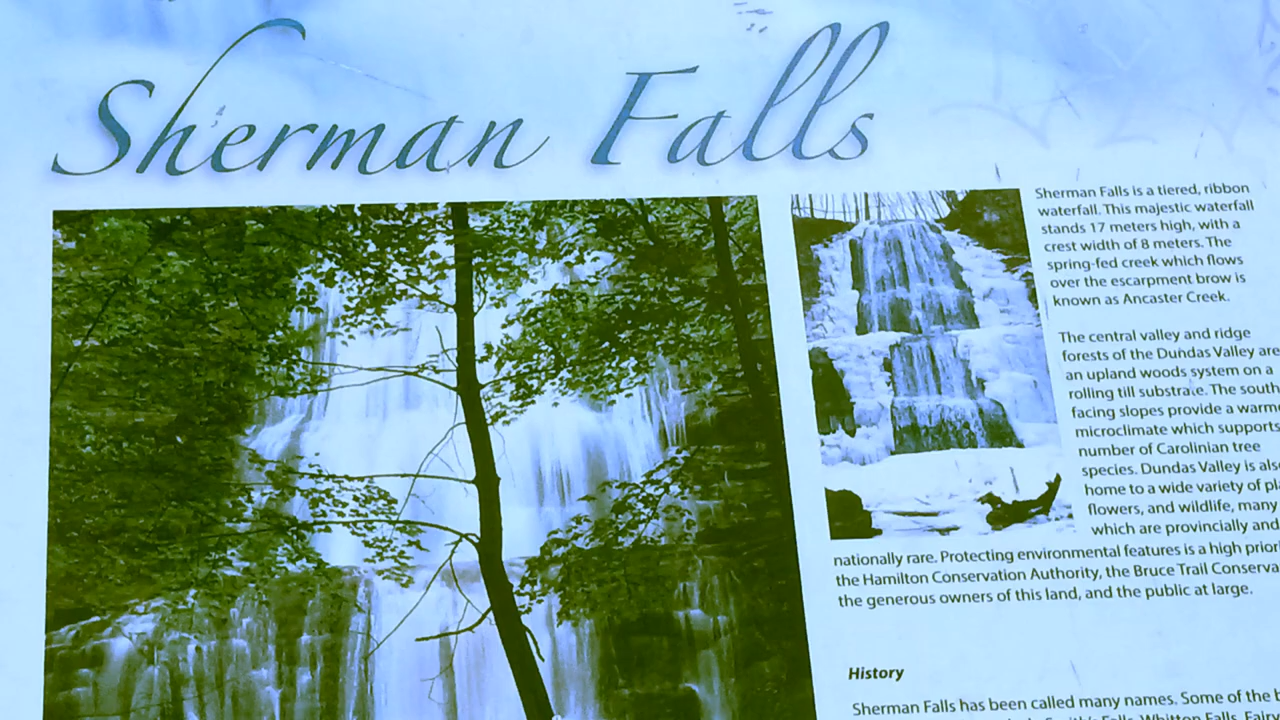 Sherman Falls
Sherman Falls is a tiered, ribbon
waterfall. This majestic waterfall
stands 17 meters high, with a
crest width of 8 meters. The
spring-fed creek which flows
over the escarpment brow is
known as Ancaster Creek.
The central valley and ridge
forests of the Dundas Valley are
an upland woods system on a
rolling till substrate. The south
facing slopes provide a warm
microclimate which supports
number of Carolinian tree
species. Dundas Valley is
home to a wide variety of
flowers, and wildlife, many
which are provincially and
nationally rare. Protecting environmental features is a high
the Hamilton Conservation Authority, the Bruce Trail
the generous owners of this land, and the public at large.
History
Sherman Falls has been called many names. Some of the
Smith's Falls, Whitton Falls,